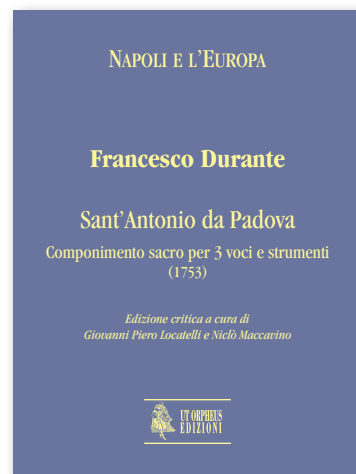 NAPOLI E L'EUROPA
Francesco Durante
Sant'Antonio da Padova
Componimento sacro per 3 voci e strumenti
(1753)
Edizione critica a cura di
Giovanni Piero Locatelli e Niclò Maccavino
UT ORPHEUS
EDIZIONI